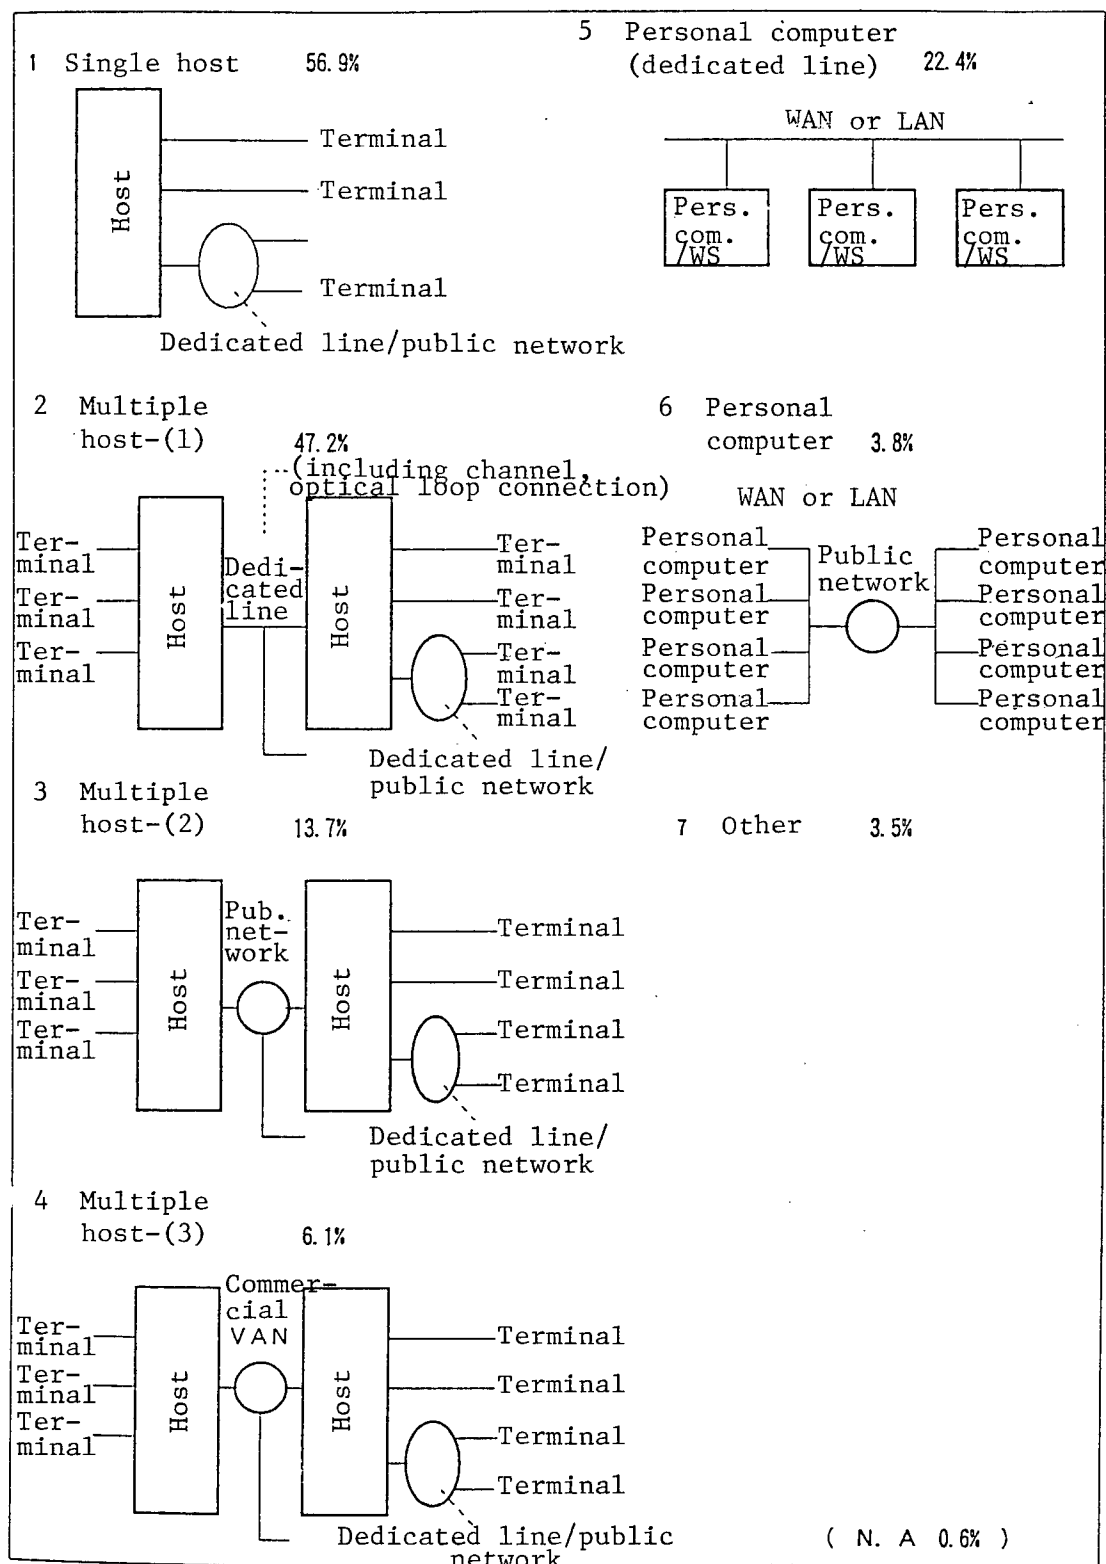 1 Single host 56.9%
Host
Terminal
Terminal
Terminal
Dedicated line/public network
2 Multiple
host-(1) 47.2%
(including channel,
optical loop connection)
Ter-
minal
Ter-
minal
Ter-
minal
Host
Dedi-
cated
line
Host
Ter-
minal
Ter-
minal
Ter-
minal
Ter-
minal
Dedicated line/
public network
3 Multiple
host-(2) 13.7%
Ter-
minal
Ter-
minal
Ter-
minal
Host
Pub.
net-
work
Host
Terminal
Terminal
Terminal
Terminal
Dedicated line/
public network
4 Multiple
host-(3) 6.1%
Ter-
minal
Ter-
minal
Ter-
minal
Host
Commer-
cial
VAN
Host
Terminal
Terminal
Terminal
Terminal
Dedicated line/public
network
5 Personal computer
(dedicated line) 22.4%
WAN or LAN
Pers.
com.
/WS
Pers.
com.
/WS
Pers.
com.
/WS
6 Personal
computer 3.8%
WAN or LAN
Personal
computer
Personal
computer
Personal
computer
Personal
computer
Public
network
Personal
computer
Personal
computer
Personal
computer
Personal
computer
7 Other 3.5%
( N. A 0.6% )